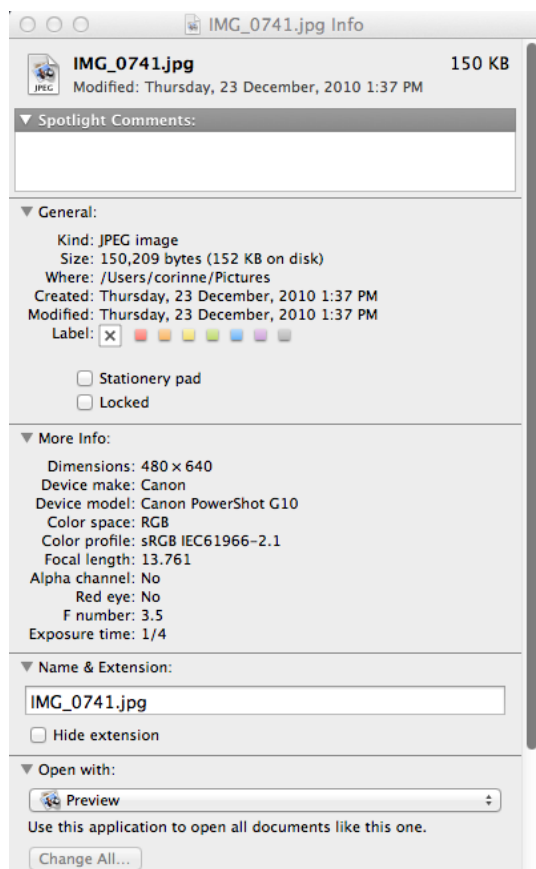 IMG_0741.jpg Info
IMG_0741.jpg 150 KB
Modified: Thursday, 23 December, 2010 1:37 PM
JPEG
Spotlight Comments:
General:
Kind: JPEG image
Size: 150,209 bytes (152 KB on disk)
Where: /Users/corinne/Pictures
Created: Thursday, 23 December, 2010 1:37 PM
Modified: Thursday, 23 December, 2010 1:37 PM
Label:
Stationery pad
Locked
More Info:
Dimensions: 480 × 640
Device make: Canon
Device model: Canon PowerShot G10
Color space: RGB
Color profile: sRGB IEC61966-2.1
Focal length: 13.761
Alpha channel: No
Red eye: No
F number: 3.5
Exposure time: 1/4
Name & Extension:
IMG_0741.jpg
Hide extension
Open with:
Preview
Use this application to open all documents like this one.
Change All...